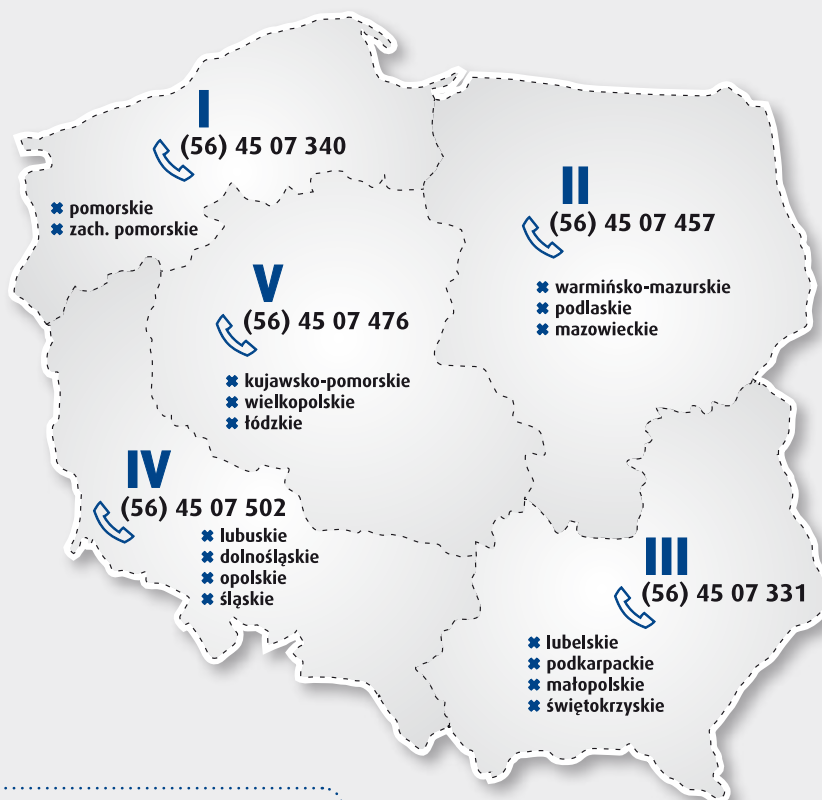 I
(56) 45 07 340
pomorskie
zach. pomorskie
II
(56) 45 07 457
warmińsko-mazurskie
podlaskie
mazowieckie
V
(56) 45 07 476
kujawsko-pomorskie
wielkopolskie
łódzkie
IV
(56) 45 07 502
lubuskie
dolnośląskie
opolskie
śląskie
III
(56) 45 07 331
lubelskie
podkarpackie
małopolskie
świętokrzyskie